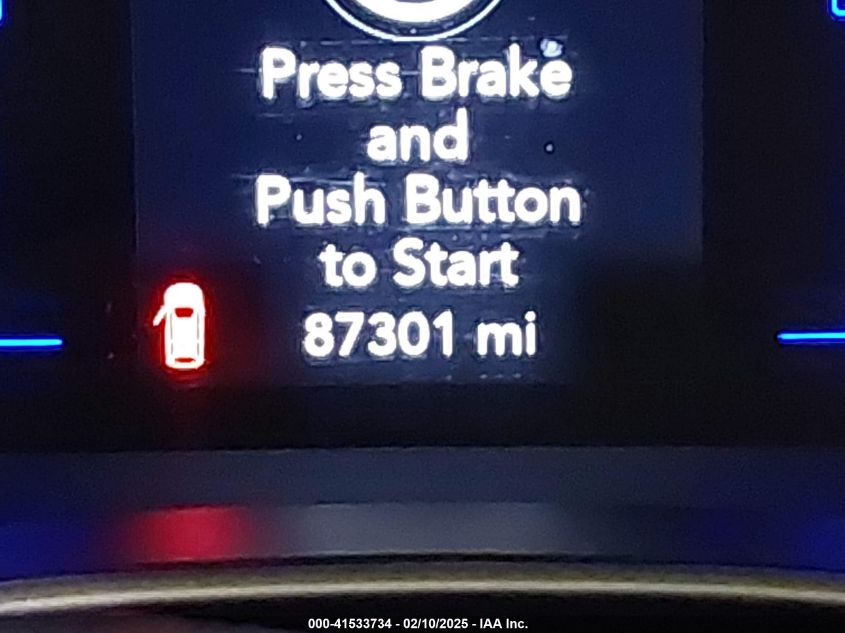 Press Brake
and
Push Button
to Start
87301 mi
000-41533734 - 02/10/2025 - IAA Inc.